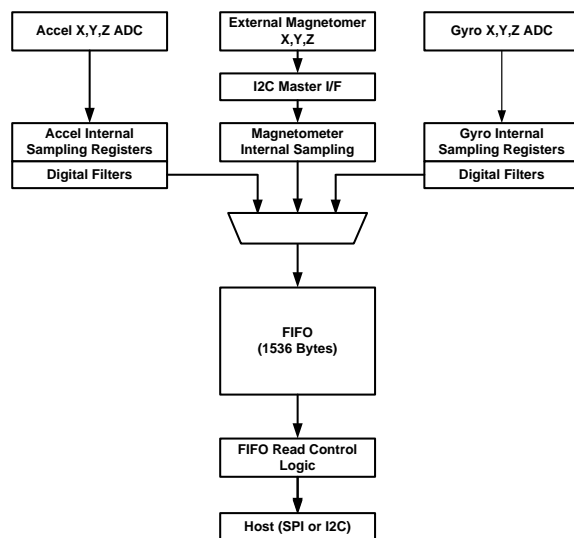 Accel X,Y,Z ADC
External Magnetomer
X,Y,Z
Gyro X,Y,Z ADC
I2C Master I/F
Accel Internal
Sampling Registers
Digital Filters
Magnetometer
Internal Sampling
Gyro Internal
Sampling Registers
Digital Filters
FIFO
(1536 Bytes)
FIFO Read Control
Logic
Host (SPI or I2C)